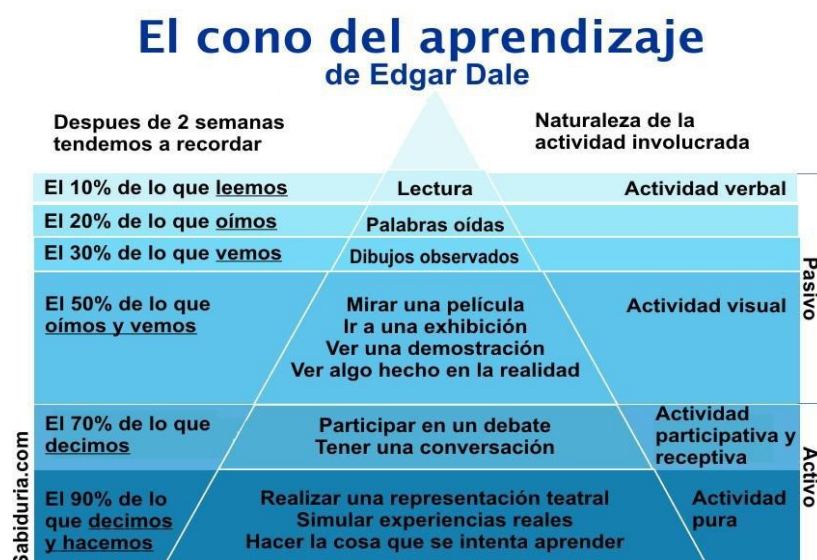 El cono del aprendizaje
de Edgar Dale
Despues de 2 semanas
tendemos a recordar
Naturaleza de la
actividad involucrada
El 10% de lo que leemos
Lectura
Actividad verbal
El 20% de lo que oímos
Palabras oídas
El 30% de lo que vemos
Dibujos observados
El 50% de lo que
oímos y vemos
Mirar una película
Ir a una exhibición
Ver una demostración
Ver algo hecho en la realidad
Actividad visual
Pasivo
El 70% de lo que
decimos
Participar en un debate
Tener una conversación
Actividad
participativa y
receptiva
El 90% de lo
que decimos
y hacemos
Realizar una representación teatral
Simular experiencias reales
Hacer la cosa que se intenta aprender
Actividad
pura
Activo
Sabiduria.com